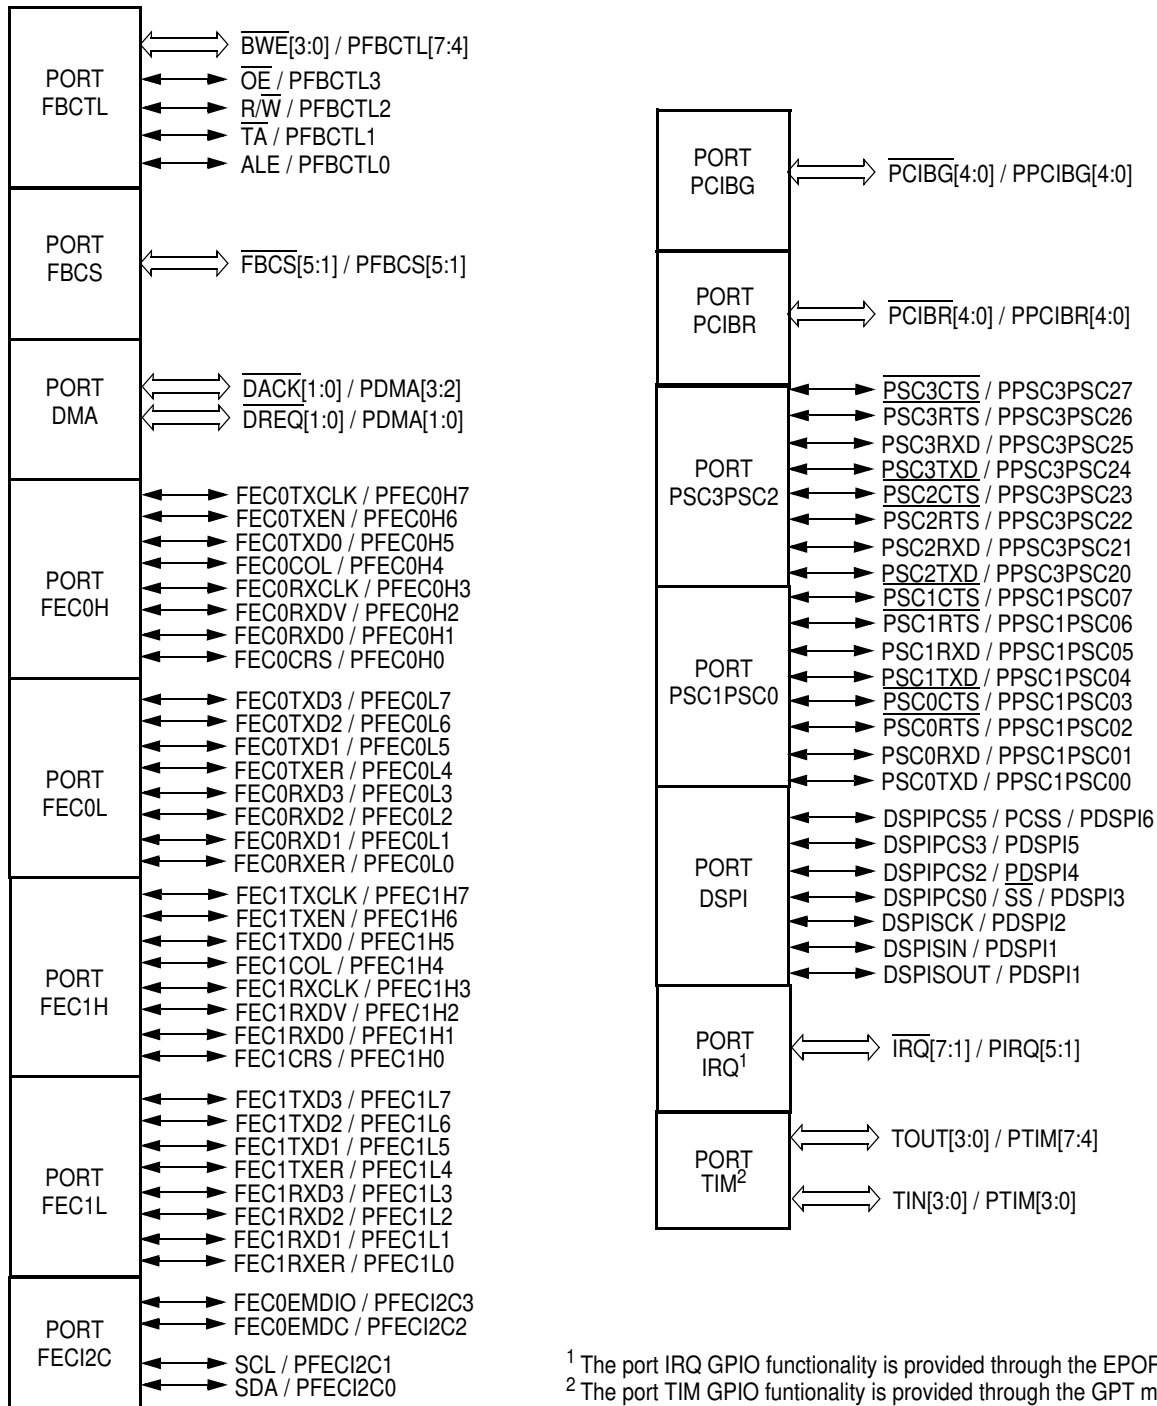 PORT
FBCTL
BWE[3:0] / PFBCTL[7:4]
OE / PFBCTL3
R/W / PFBCTL2
TA / PFBCTL1
ALE / PFBCTL0
PORT
FBCS
FBCS[5:1] / PFBCS[5:1]
PORT
DMA
DACK[1:0] / PDMA[3:2]
DREQ[1:0] / PDMA[1:0]
PORT
FEC0H
FEC0TXCLK / PFEC0H7
FEC0TXEN / PFEC0H6
FEC0TXD0 / PFEC0H5
FEC0COL / PFEC0H4
FEC0RXCLK / PFEC0H3
FEC0RXDV / PFEC0H2
FEC0RXD0 / PFEC0H1
FEC0CRS / PFEC0H0
PORT
FEC0L
FEC0TXD3 / PFEC0L7
FEC0TXD2 / PFEC0L6
FEC0TXD1 / PFEC0L5
FEC0TXER / PFEC0L4
FEC0RXD3 / PFEC0L3
FEC0RXD2 / PFEC0L2
FEC0RXD1 / PFEC0L1
FEC0RXER / PFEC0L0
PORT
FEC1H
FEC1TXCLK / PFEC1H7
FEC1TXEN / PFEC1H6
FEC1TXD0 / PFEC1H5
FEC1COL / PFEC1H4
FEC1RXCLK / PFEC1H3
FEC1RXDV / PFEC1H2
FEC1RXD0 / PFEC1H1
FEC1CRS / PFEC1H0
PORT
FEC1L
FEC1TXD3 / PFEC1L7
FEC1TXD2 / PFEC1L6
FEC1TXD1 / PFEC1L5
FEC1TXER / PFEC1L4
FEC1RXD3 / PFEC1L3
FEC1RXD2 / PFEC1L2
FEC1RXD1 / PFEC1L1
FEC1RXER / PFEC1L0
PORT
FECI2C
FEC0EMDIO / PFECI2C3
FEC0EMDC / PFECI2C2
SCL / PFECI2C1
SDA / PFECI2C0
PORT
PCIBG
PCIBG[4:0] / PPCIBG[4:0]
PORT
PCIBR
PCIBR[4:0] / PPCIBR[4:0]
PORT
PSC3PSC2
PSC3CTS / PPSC3PSC27
PSC3RTS / PPSC3PSC26
PSC3RXD / PPSC3PSC25
PSC3TXD / PPSC3PSC24
PSC2CTS / PPSC3PSC23
PSC2RTS / PPSC3PSC22
PSC2RXD / PPSC3PSC21
PSC2TXD / PPSC3PSC20
PORT
PSC1PSC0
PSC1CTS / PPSC1PSC07
PSC1RTS / PPSC1PSC06
PSC1RXD / PPSC1PSC05
PSC1TXD / PPSC1PSC04
PSC0CTS / PPSC1PSC03
PSC0RTS / PPSC1PSC02
PSC0RXD / PPSC1PSC01
PSC0TXD / PPSC1PSC00
PORT
DSPI
DSPIPCS5 / PCSS / PDSPI6
DSPIPCS3 / PDSPI5
DSPIPCS2 / PDSPI4
DSPIPCS0 / SS / PDSPI3
DSPISCK / PDSPI2
DSPISIN / PDSPI1
DSPISOUT / PDSPI1
PORT
IRQ1
IRQ[7:1] / PIRQ[5:1]
PORT
TIM2
TOUT[3:0] / PTIM[7:4]
TIN[3:0] / PTIM[3:0]
1 The port IRQ GPIO functionality is provided through the
2 The port TIM GPIO funtionality is provided through the GPT